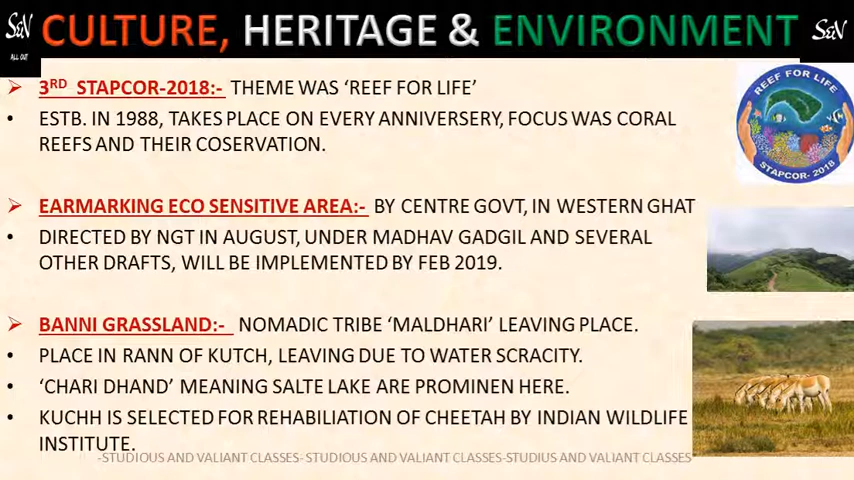 S&N
ALL OUT
CULTURE, HERITAGE & ENVIRONMENT
S&N
➢ 3RD STAPCOR-2018:- THEME WAS ‘REEF FOR LIFE’
• ESTB. IN 1988, TAKES PLACE ON EVERY ANNIVERSERY, FOCUS WAS CORAL
REEFS AND THEIR COSERVATION.
REEF FOR LIFE
STAPCOR- 2018
➢ EARMARKING ECO SENSITIVE AREA:- BY CENTRE GOVT, IN WESTERN GHAT
• DIRECTED BY NGT IN AUGUST, UNDER MADHAV GADGIL AND SEVERAL
OTHER DRAFTS, WILL BE IMPLEMENTED BY FEB 2019.
➢ BANNI GRASSLAND:- NOMADIC TRIBE ‘MALDHARI’ LEAVING PLACE.
• PLACE IN RANN OF KUTCH, LEAVING DUE TO WATER SCRACITY.
• ‘CHARI DHAND’ MEANING SALTE LAKE ARE PROMINEN HERE.
• KUCHH IS SELECTED FOR REHABILIATION OF CHEETAH BY INDIAN WILDLIFE
INSTITUTE.
-STUDIOUS AND VALIANT CLASSES- STUDIOUS AND VALIANT CLASSES-STUDIUS AND VALIANT CLASSES-